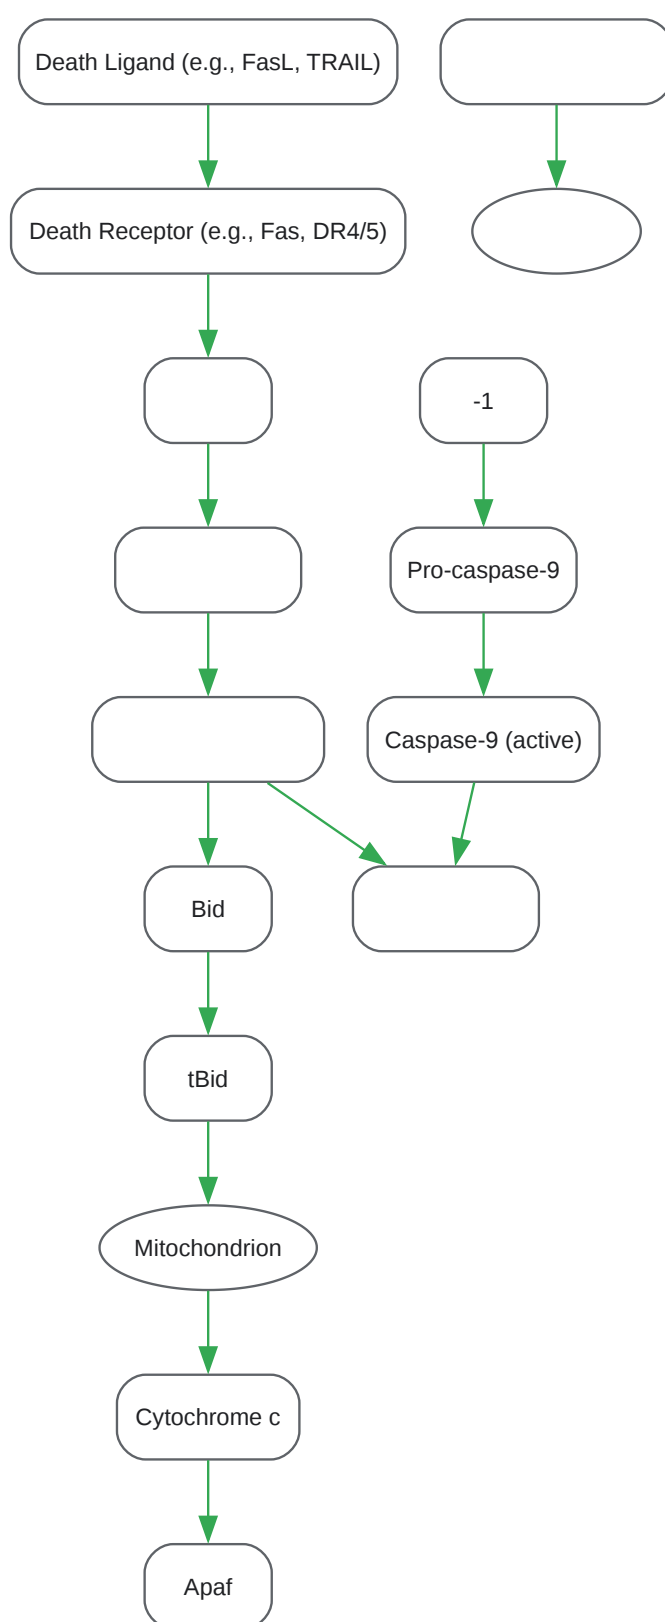 Death Ligand (e.g., FasL, TRAIL)
Death Receptor (e.g., Fas, DR4/5)
-1
Pro-caspase-9
Caspase-9 (active)
Bid
tBid
Mitochondrion
Cytochrome c
Apaf